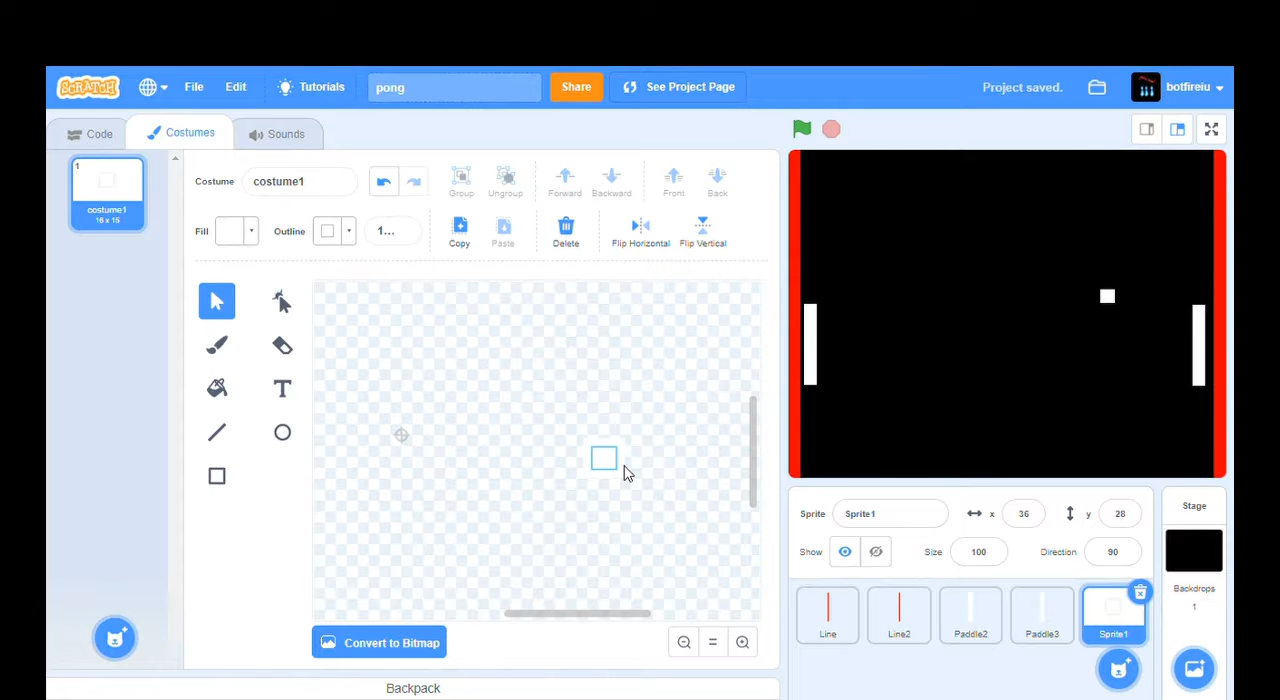 SCRATCH File Edit Tutorials pong Share See Project Page Project saved. botfireiu
Code Costumes Sounds
1
costume1
16 x 15
Costume costume1 Group Ungroup Forward Backward Front Back
Fill Outline 1... Copy Paste Delete Flip Horizontal Flip Vertical
Convert to Bitmap
Backpack
Sprite Sprite1 x 36 y 28
Show Size 100 Direction 90
Line Line2 Paddle2 Paddle3 Sprite1
Stage
Backdrops
1